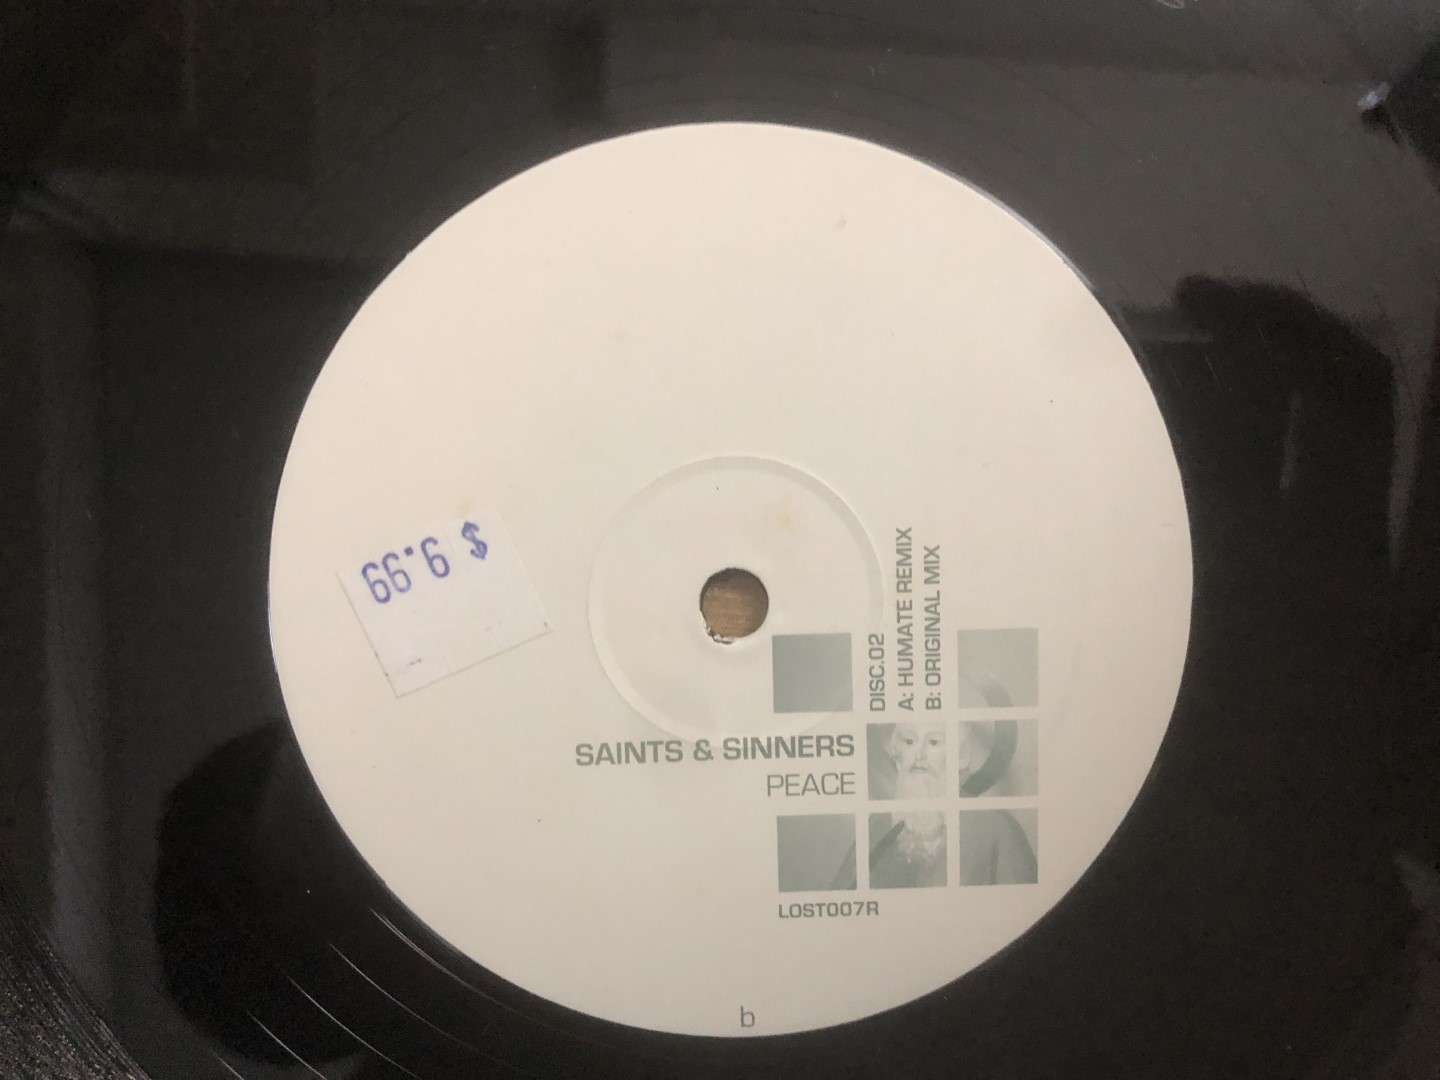 $ 9.99
DISC.02
A: HUMATE REMIX
B: ORIGINAL MIX
SAINTS & SINNERS
PEACE
LOST007R
b